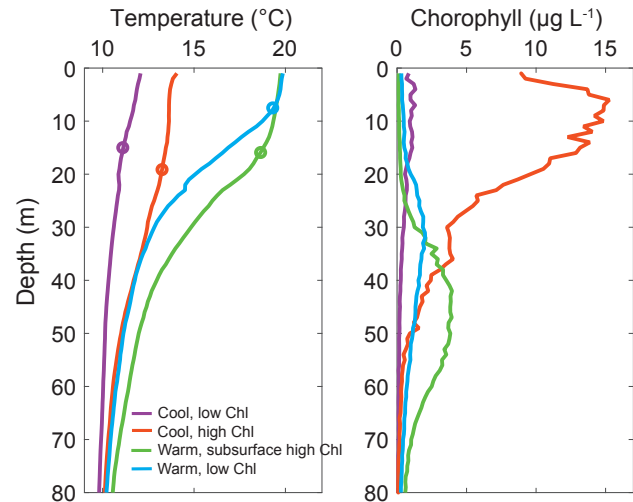 Temperature (°C)
10 15 20
Chorophyll (µg L-1)
0 5 10 15
Depth (m)
0
10
20
30
40
50
60
70
80
Cool, low Chl
Cool, high Chl
Warm, subsurface high Chl
Warm, low Chl
0
10
20
30
40
50
60
70
80